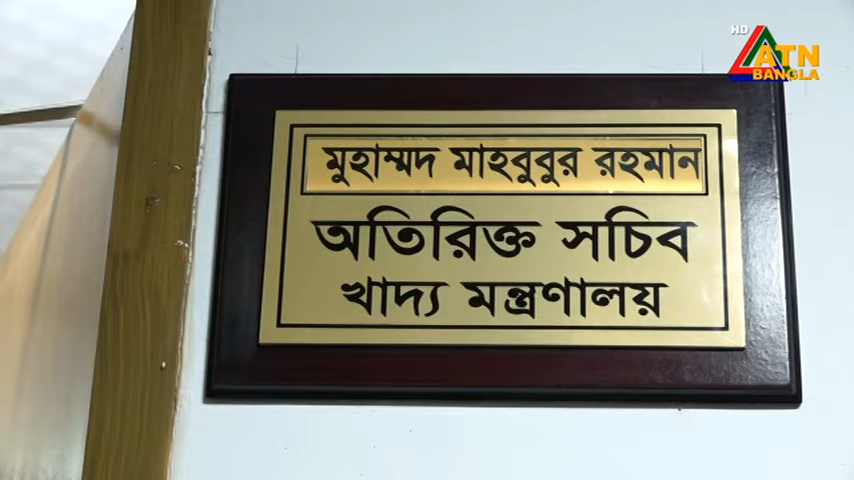 HD
ATN
BANGLA
মুহাম্মদ মাহবুবুর রহমান
অতিরিক্ত সচিব
খাদ্য মন্ত্রণালয়